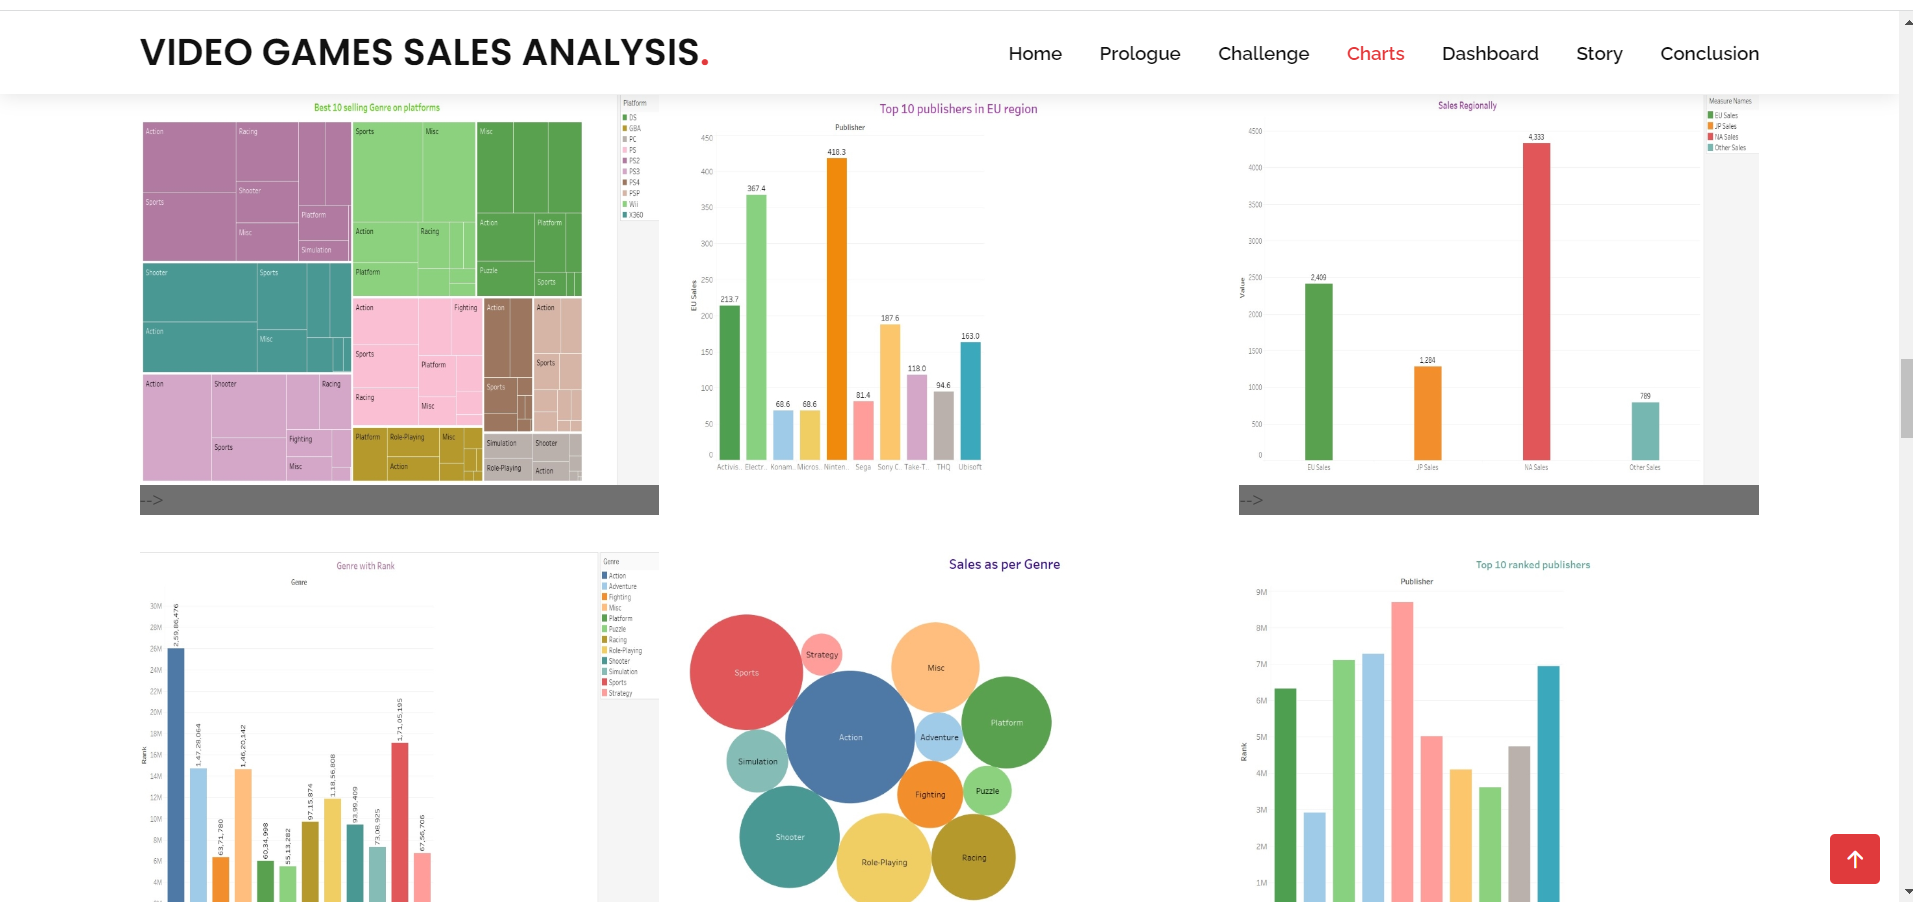 VIDEO GAMES SALES ANALYSIS.
Home Prologue Challenge Charts Dashboard Story Conclusion
Best 10 selling Genre on platforms
Action
Racing
Sports
Shooter
Misc
Platform
Simulation
Sports
Misc
Action
Racing
Platform
Misc
Action
Platform
Puzzle
Sports
Shooter
Sports
Action
Misc
Action
Fighting
Sports
Platform
Racing
Misc
Action
Sports
Action
Sports
Action
Shooter
Racing
Sports
Fighting
Misc
Platform
Role-Playing
Misc
Action
Simulation
Shooter
Role-Playing
Action
Platform
DS
GBA
PC
PS
PS2
PS3
PS4
PSP
Wii
X360
-->
Top 10 publishers in EU region
Publisher
EU Sales
450
400
350
300
250
200
150
100
50
0
213.7
367.4
68.6
68.6
418.3
81.4
187.6
118.0
94.6
163.0
Activis.. Electr.. Konam.. Micros.. Ninten.. Sega Sony C.. Take-T.. THQ Ubisoft
Sales Regionally
Value
4500
4000
3500
3000
2500
2000
1500
1000
500
0
2,409
1,284
4,333
789
EU Sales JP Sales NA Sales Other Sales
Measure Names
EU Sales
JP Sales
NA Sales
Other Sales
-->
Genre with Rank
Genre
Rank
30M
28M
26M
24M
22M
20M
18M
16M
14M
12M
10M
8M
6M
4M
2,59,86,476
1,47,28,064
63,71,780
1,46,20,142
60,34,998
55,13,282
97,15,874
1,18,56,808
93,99,409
73,08,925
1,71,05,195
67,56,706
Genre
Action
Adventure
Fighting
Misc
Platform
Puzzle
Racing
Role-Playing
Shooter
Simulation
Sports
Strategy
Sales as per Genre
Sports
Strategy
Misc
Action
Adventure
Platform
Simulation
Fighting
Puzzle
Shooter
Role-Playing
Racing
Top 10 ranked publishers
Publisher
Rank
9M
8M
7M
6M
5M
4M
3M
2M
1M